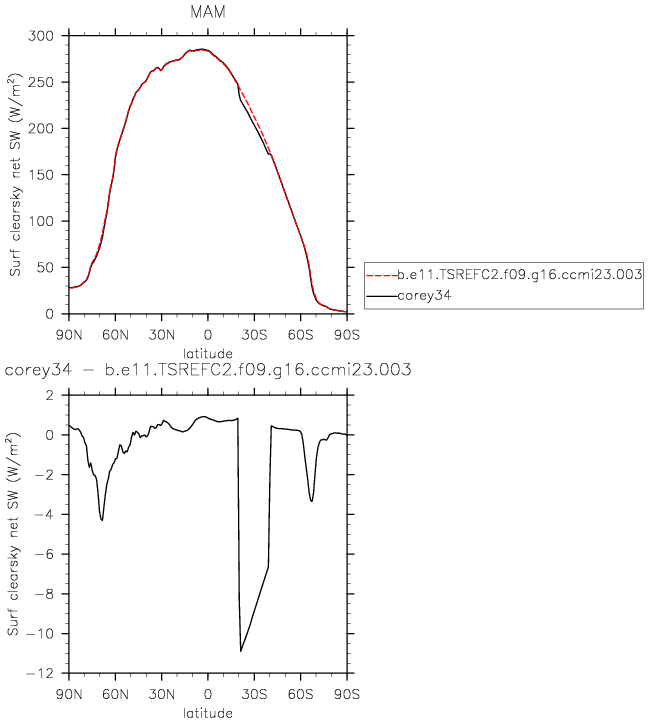 MAM
Surf clearsky net SW (W/m²)
300
250
200
150
100
50
0
90N 60N 30N 0 30S 60S 90S
latitude
b.e11.TSREFC2.f09.g16.ccmi23.003
corey34
corey34 − b.e11.TSREFC2.f09.g16.ccmi23.003
Surf clearsky net SW (W/m²)
2
0
−2
−4
−6
−8
−10
−12
90N 60N 30N 0 30S 60S 90S
latitude